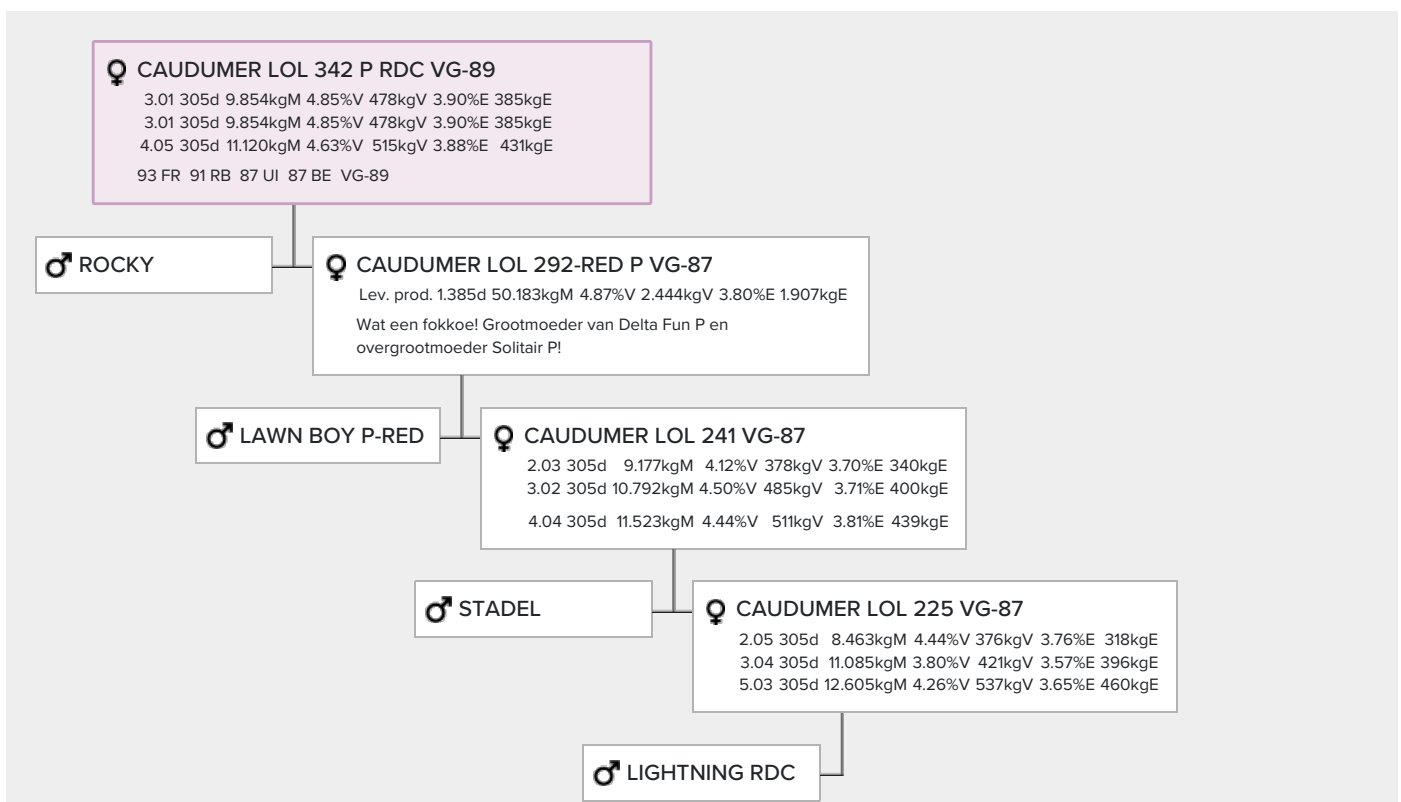 CAUDUMER LOL 342 P RDC VG-89
3.01 305d 9.854kgM 4.85%V 478kgV 3.90%E 385kgE
3.01 305d 9.854kgM 4.85%V 478kgV 3.90%E 385kgE
4.05 305d 11.120kgM 4.63%V 515kgV 3.88%E 431kgE
93 FR 91 RB 87 UI 87 BE VG-89
ROCKY
CAUDUMER LOL 292-RED P VG-87
Lev. prod. 1.385d 50.183kgM 4.87%V 2.444kgV 3.80%E 1.907kgE
Wat een fokkoe! Grootmoeder van Delta Fun P en
overgrootmoeder Solitair P!
LAWN BOY P-RED
CAUDUMER LOL 241 VG-87
2.03 305d 9.177kgM 4.12%V 378kgV 3.70%E 340kgE
3.02 305d 10.792kgM 4.50%V 485kgV 3.71%E 400kgE
4.04 305d 11.523kgM 4.44%V 511kgV 3.81%E 439kgE
STADEL
CAUDUMER LOL 225 VG-87
2.05 305d 8.463kgM 4.44%V 376kgV 3.76%E 318kgE
3.04 305d 11.085kgM 3.80%V 421kgV 3.57%E 396kgE
5.03 305d 12.605kgM 4.26%V 537kgV 3.65%E 460kgE
LIGHTNING RDC